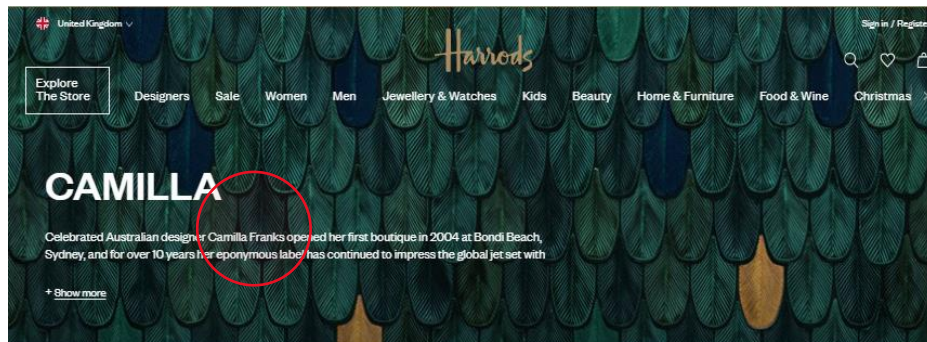 United Kingdom
Sign in / Registe
Harrods
Explore
The Store
Designers Sale Women Men Jewellery & Watches Kids Beauty Home & Furniture Food & Wine Christmas
CAMILLA
Celebrated Australian designer Camilla Franks opened her first boutique in 2004 at Bondi Beach,
Sydney, and for over 10 years her eponymous label has continued to impress the global jet set with
+ Show more